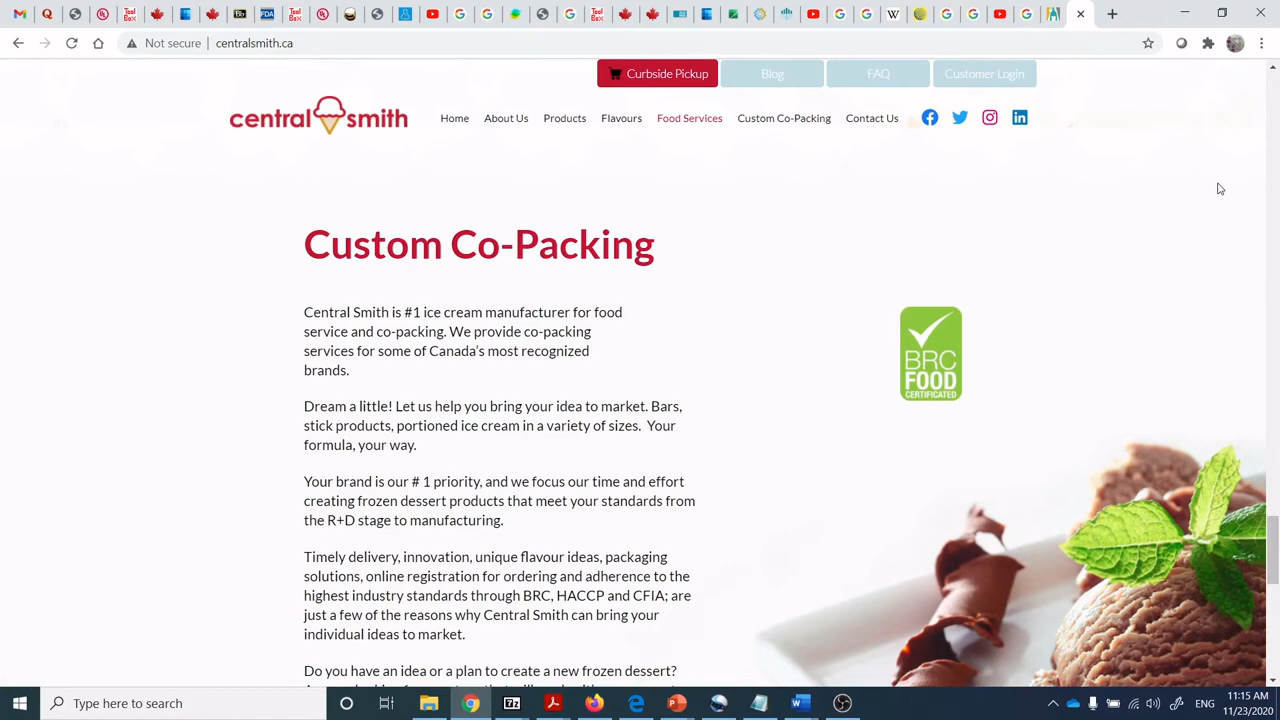 Not secure
centralsmith.ca
Curbside Pickup
Blog
FAQ
Customer Login
central smith
Home
About Us
Products
Flavours
Food Services
Custom Co-Packing
Contact Us
Custom Co-Packing
Central Smith is #1 ice cream manufacturer for food
service and co-packing. We provide co-packing
services for some of Canada's most recognized
brands.
Dream a little! Let us help you bring your idea to market. Bars,
stick products, portioned ice cream in a variety of sizes.  Your
formula, your way.
Your brand is our # 1 priority, and we focus our time and effort
creating frozen dessert products that meet your standards from
the R+D stage to manufacturing.
Timely delivery, innovation, unique flavour ideas, packaging
solutions, online registration for ordering and adherence to the
highest industry standards through BRC, HACCP and CFIA; are
just a few of the reasons why Central Smith can bring your
individual ideas to market.
Do you have an idea or a plan to create a new frozen dessert?
BRC
FOOD
CERTIFICATED
Type here to search
ENG
11:15 AM
11/23/2020